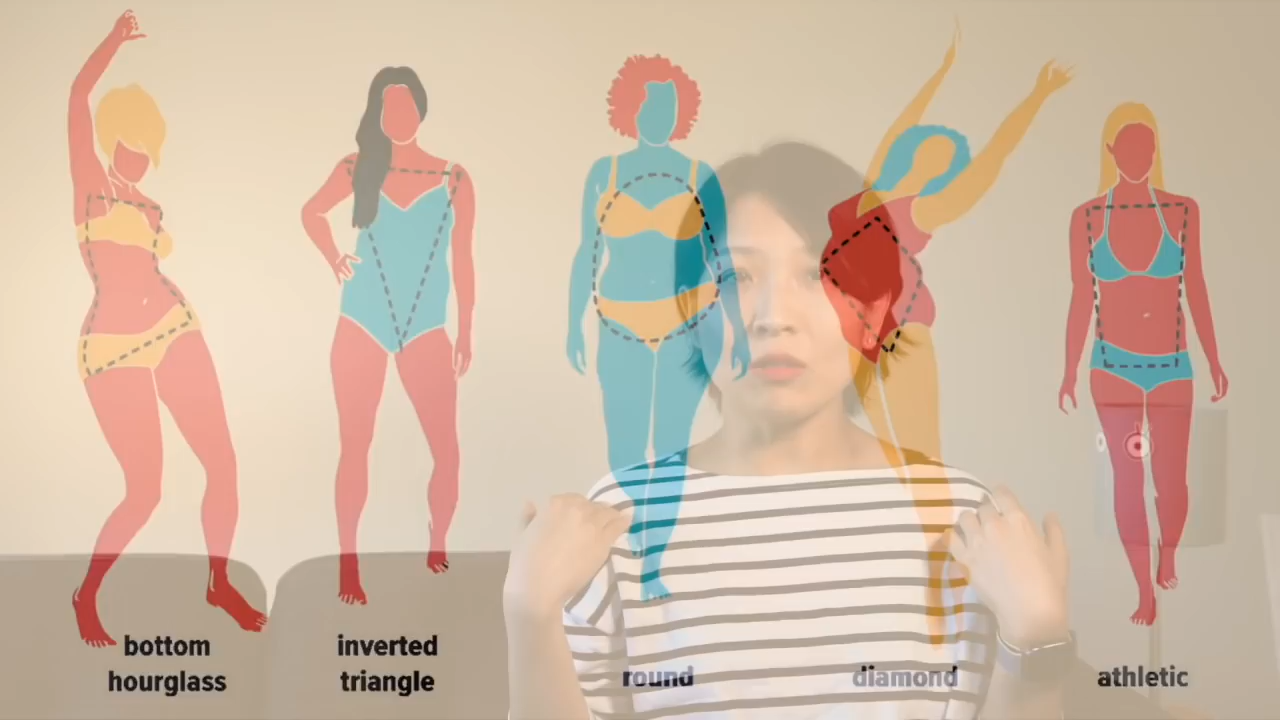 bottom
hourglass
inverted
triangle
round
diamond
athletic